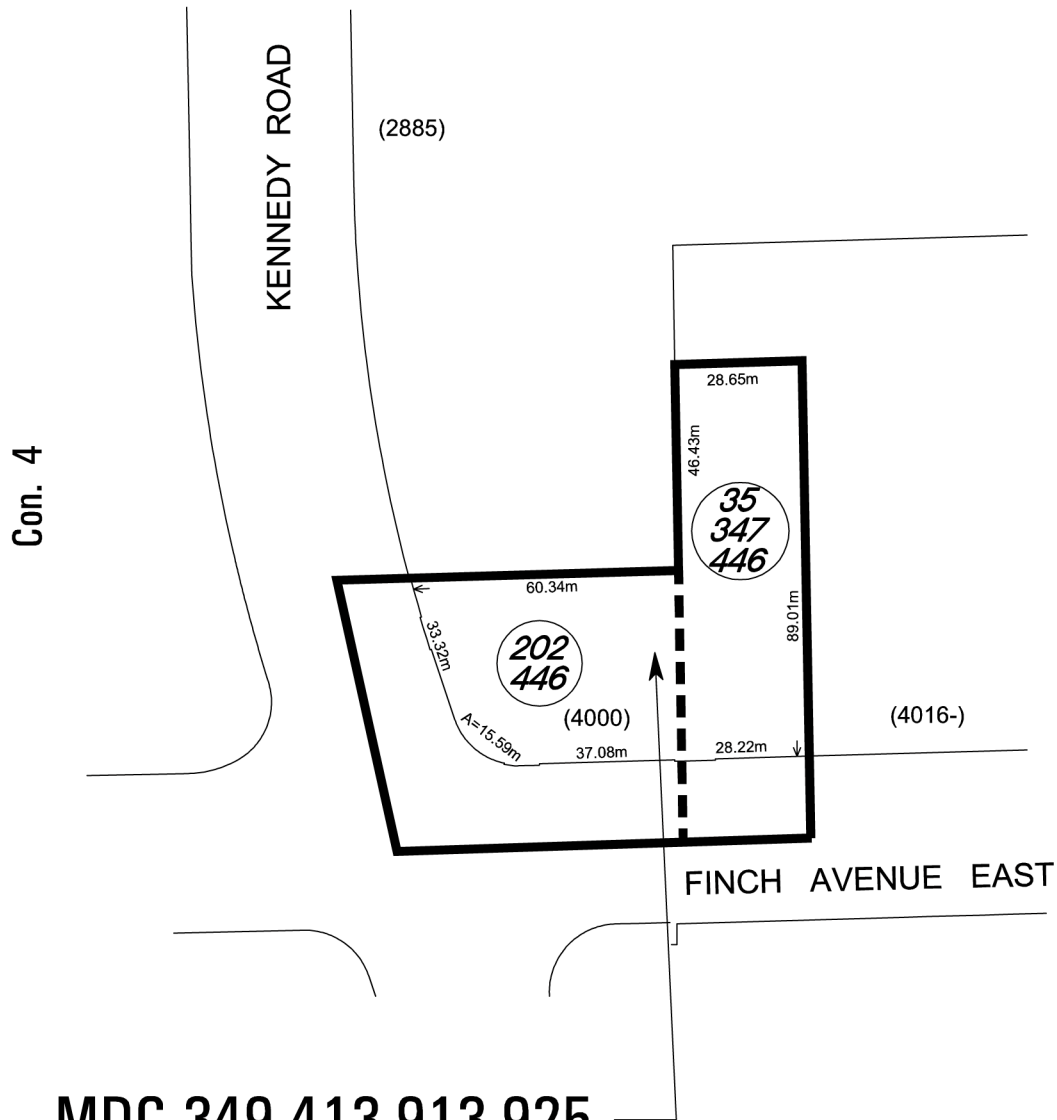 KENNEDY ROAD
(2885)
Con. 4
28.65m
46.43m
35
347
446
60.34m
89.01m
33.32m
202
446
(4000)
(4016-)
A=15.59m
37.08m
28.22m
FINCH AVENUE EAST
MDC 349,413,913,925